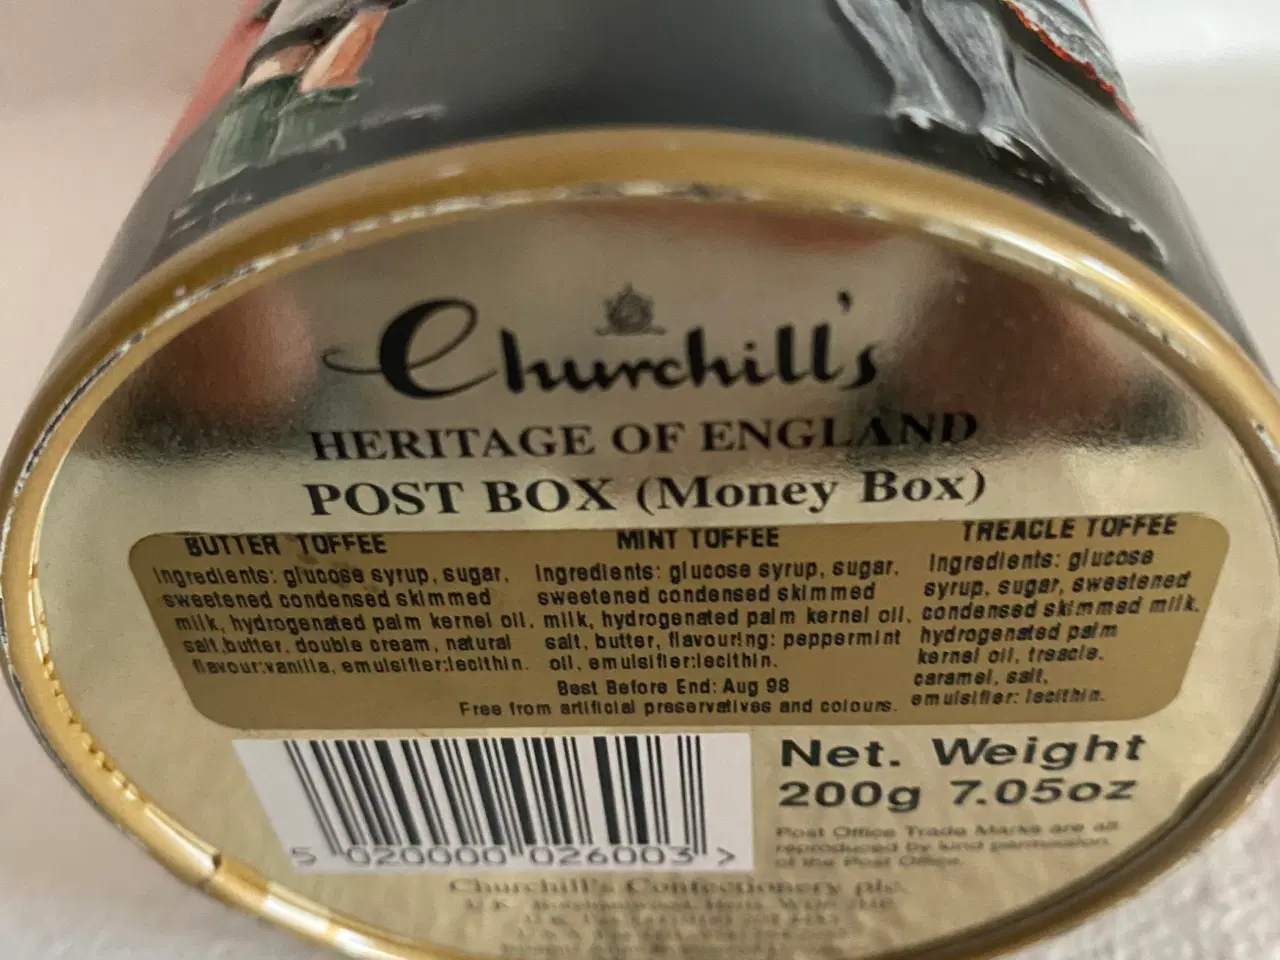 Churchill's
HERITAGE OF ENGLAND
POST BOX (Money Box)
BUTTER TOFFEE
Ingredients: glucose syrup, sugar,
sweetened condensed skimmed
milk, hydrogenated palm kernel oil,
salt,butter, double cream, natural
flavour:vanilla, emulsifier:lecithin.
MINT TOFFEE
Ingredients: glucose syrup, sugar,
sweetened condensed skimmed
milk, hydrogenated palm kernel oil,
salt, butter, flavouring: peppermint
oil, emulsifier:lecithin.
TREACLE TOFFEE
Ingredients: glucose
syrup, sugar, sweetened
condensed skimmed milk,
hydrogenated palm
kernel oil, treacle,
caramel, salt,
emulsifier: lecithin.
Best Before End: Aug 98
Free from artificial preservatives and colours.
5 020000 026003 >
Net. Weight
200g 7.05oz
Post Office Trade Marks are all
reproduced by kind permission
of the Post Office.
Churchill's Confectionery plc.